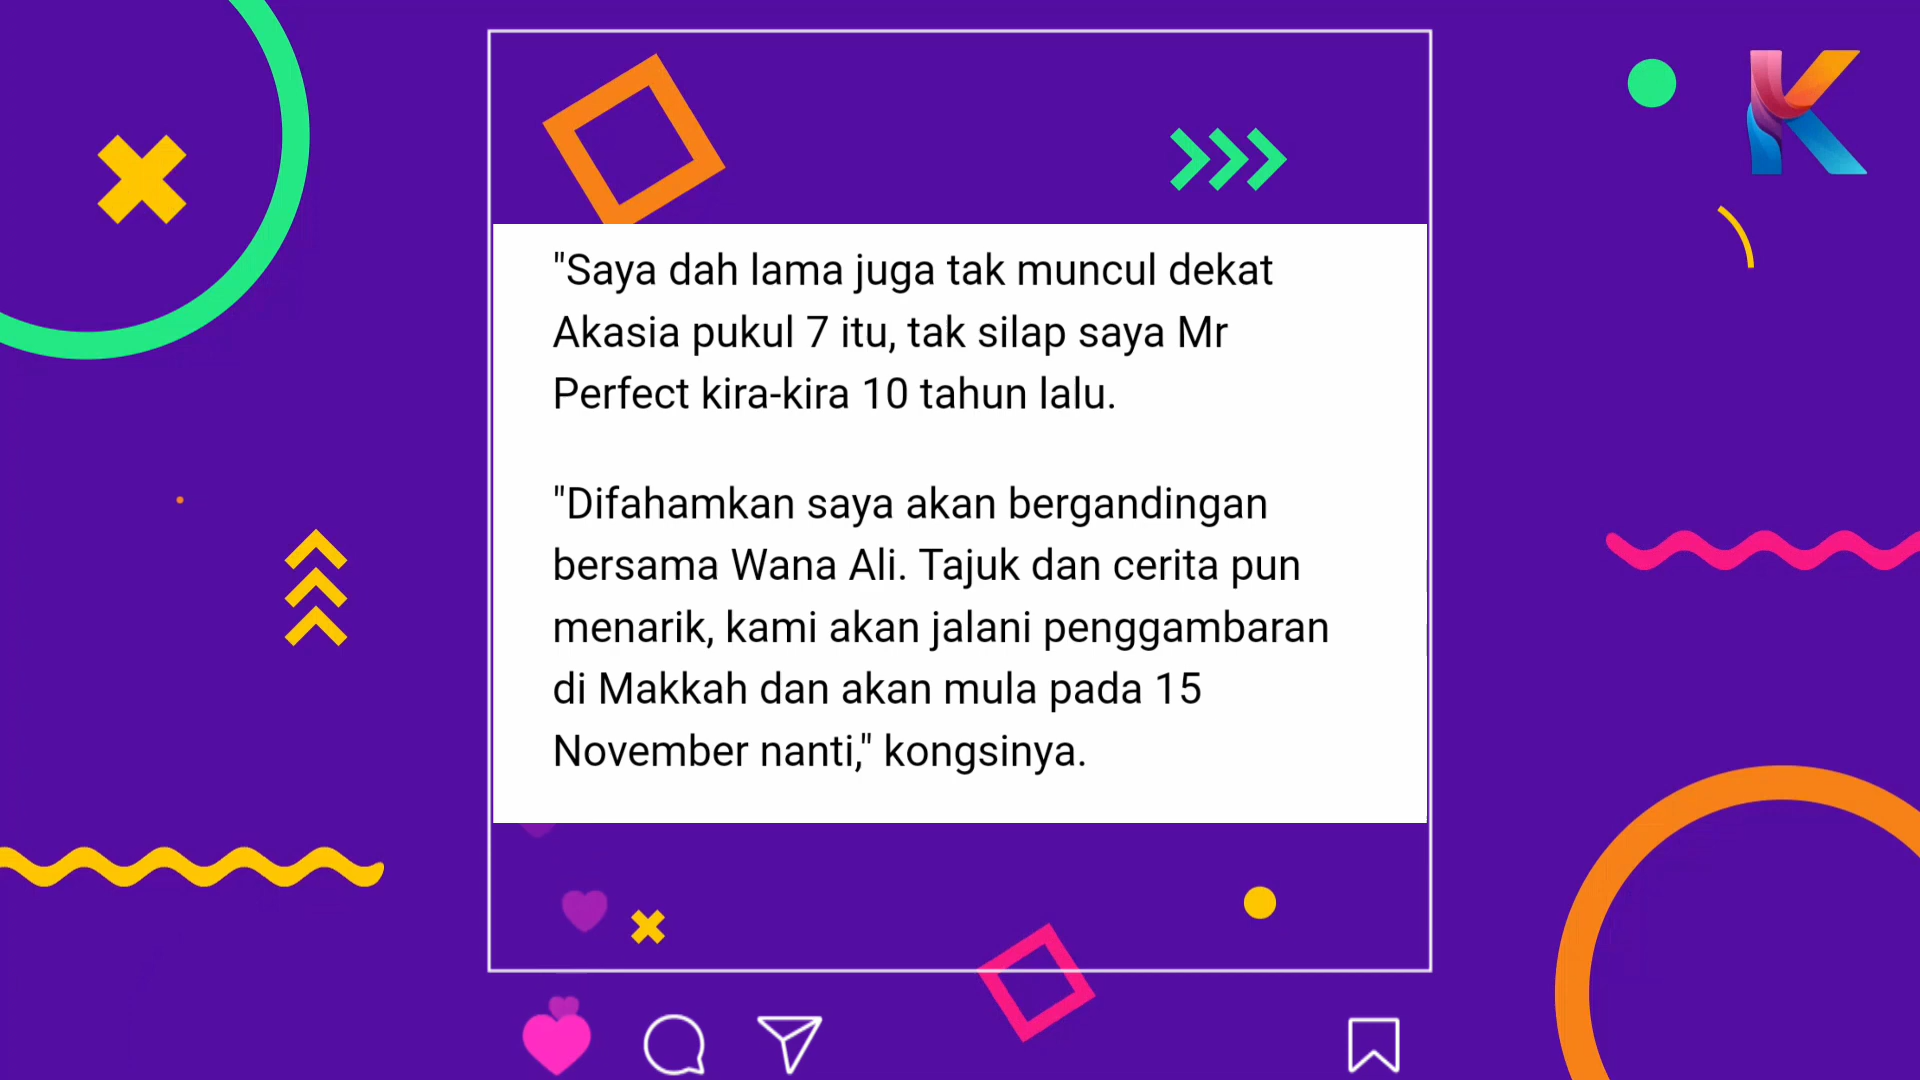 "Saya dah lama juga tak muncul dekat
Akasia pukul 7 itu, tak silap saya Mr
Perfect kira-kira 10 tahun lalu.
"Difahamkan saya akan bergandingan
bersama Wana Ali. Tajuk dan cerita pun
menarik, kami akan jalani penggambaran
di Makkah dan akan mula pada 15
November nanti," kongsinya.
K